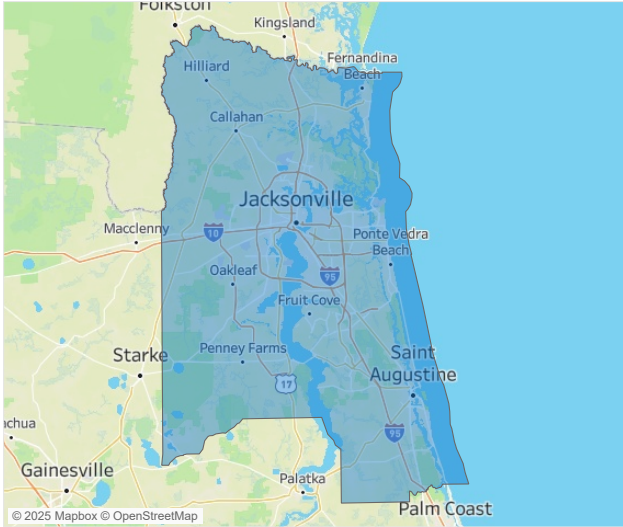 Folkston
Kingsland
Fernandina
Beach
Hilliard
Callahan
Jacksonville
Macclenny
10
Ponte Vedra
Beach
Oakleaf
95
Fruit Cove
Starke
Penney Farms
Saint
Augustine
17
achua
95
Gainesville
Palatka
Palm Coast
© 2025 Mapbox © OpenStreetMap